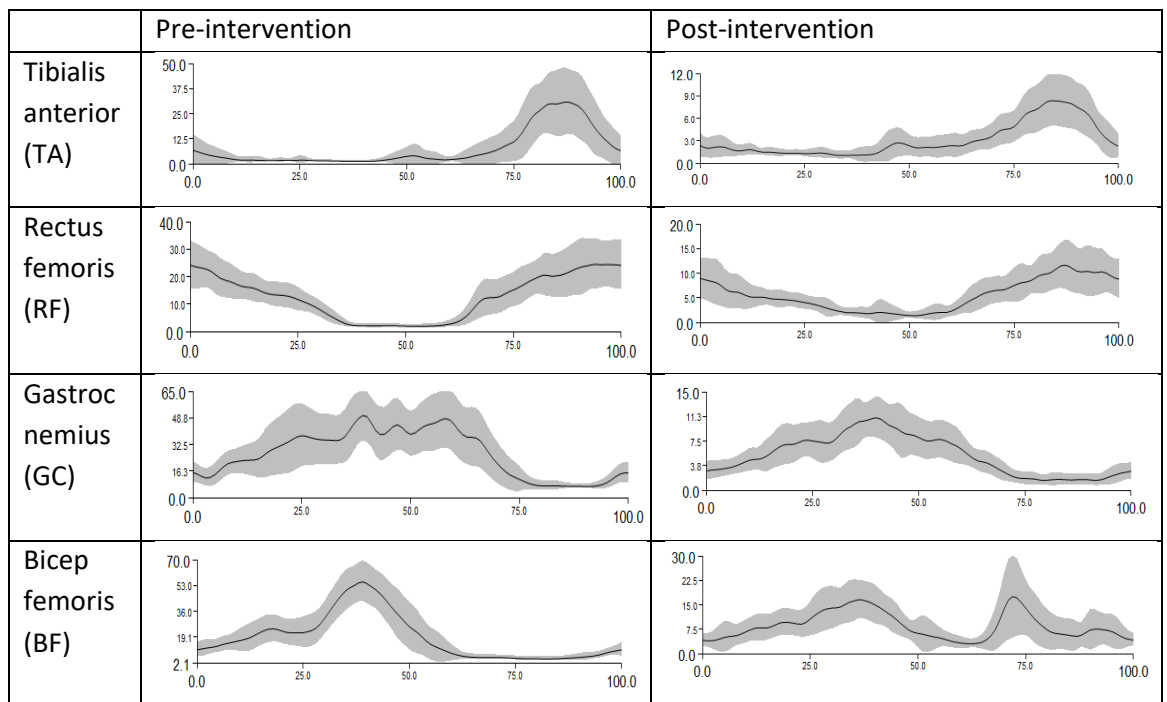 Pre-intervention
Post-intervention
Tibialis
anterior
(TA)
50.0
37.5
25.0
12.5
0.0
0.0 25.0 50.0 75.0 100.0
12.0
9.0
6.0
3.0
0.0
0.0 25.0 50.0 75.0 100.0
Rectus
femoris
(RF)
40.0
30.0
20.0
10.0
0.0
0.0 25.0 50.0 75.0 100.0
20.0
15.0
10.0
5.0
0.0
0.0 25.0 50.0 75.0 100.0
Gastroc
nemius
(GC)
65.0
48.8
32.5
16.3
0.0
0.0 25.0 50.0 75.0 100.0
15.0
11.3
7.5
3.8
0.0
0.0 25.0 50.0 75.0 100.0
Bicep
femoris
(BF)
70.0
53.0
36.0
19.1
2.1
0.0 25.0 50.0 75.0 100.0
30.0
22.5
15.0
7.5
0.0
0.0 25.0 50.0 75.0 100.0